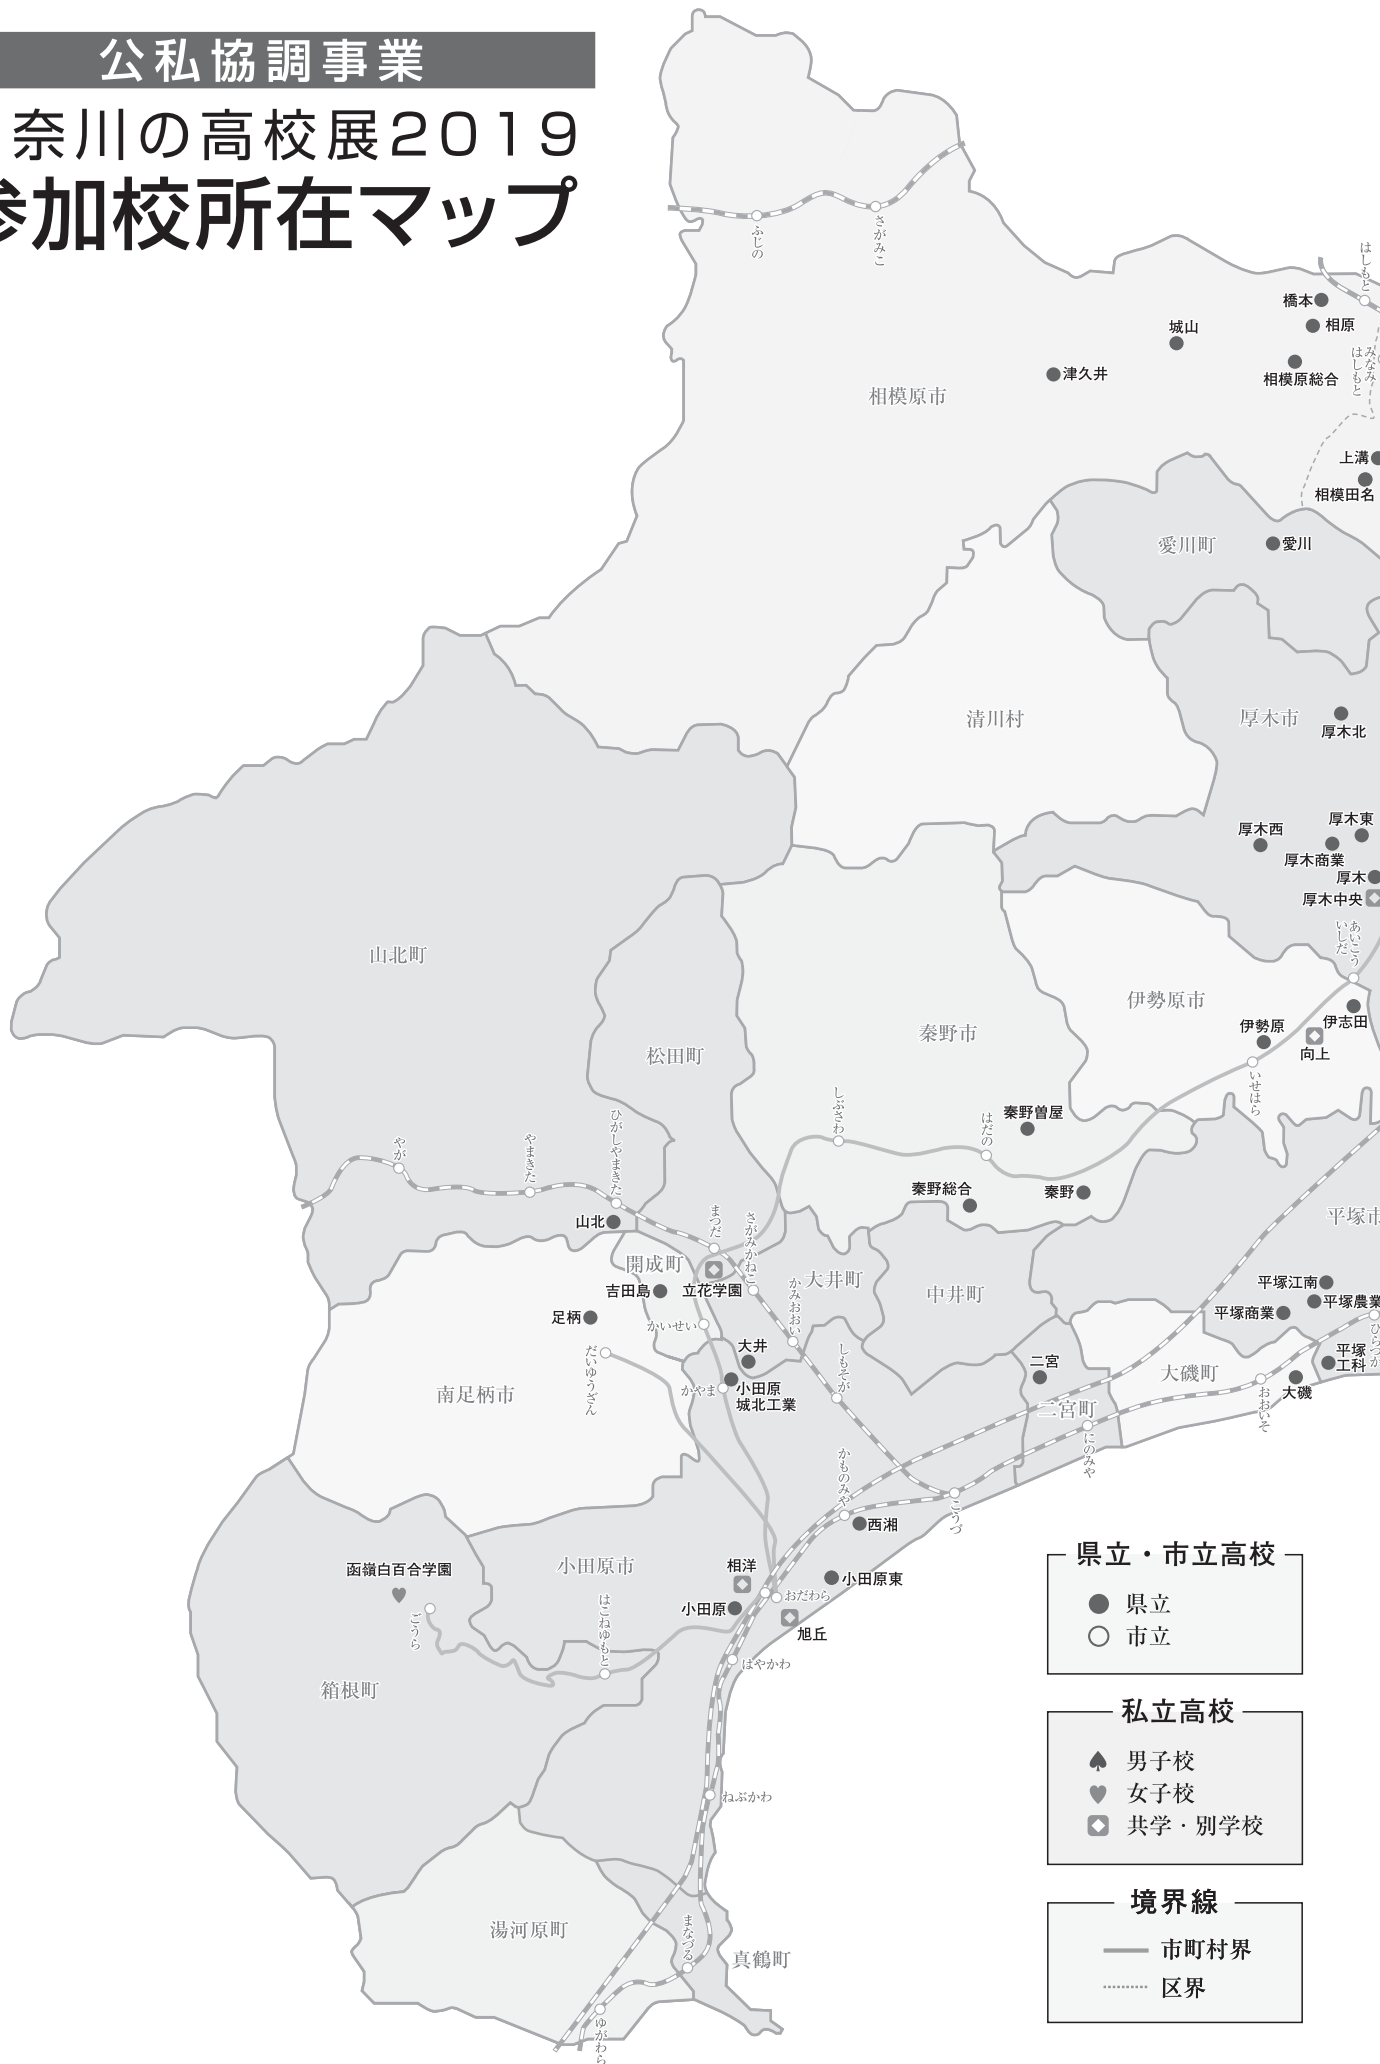 公私協調事業
奈川の高校展2019
参加校所在マップ
ふじの
さがみこ
はしもと
橋本
相原
城山
みなみ
はしもと
相模原総合
津久井
相模原市
上溝
相模田名
愛川町
愛川
清川村
厚木市
厚木北
厚木東
厚木西
厚木商業
厚木
厚木中央
あいこう
いしだ
山北町
伊勢原市
伊志田
伊勢原
向上
いせはら
秦野市
松田町
しぶさわ
はだの
秦野曽屋
秦野総合
秦野
やが
やまきた
ひがしやまきた
山北
まつだ
さがみかねこ
平塚市
開成町
吉田島
立花学園
大井町
かみおおい
中井町
平塚江南
平塚農業
平塚商業
ひらつか
足柄
かいせい
だいゆうざん
大井
しもそが
二宮
平塚
工科
大磯町
大磯
おおいそ
南足柄市
かやま
小田原
城北工業
二宮町
にのみや
かものみや
こうづ
西湘
小田原市
相洋
小田原東
函嶺白百合学園
ごうら
はこねゆもと
小田原
おだわら
旭丘
はやかわ
箱根町
ねぶかわ
湯河原町
まなづる
真鶴町
ゆがわら
県立・市立高校
県立
市立
私立高校
男子校
女子校
共学・別学校
境界線
市町村界
区界